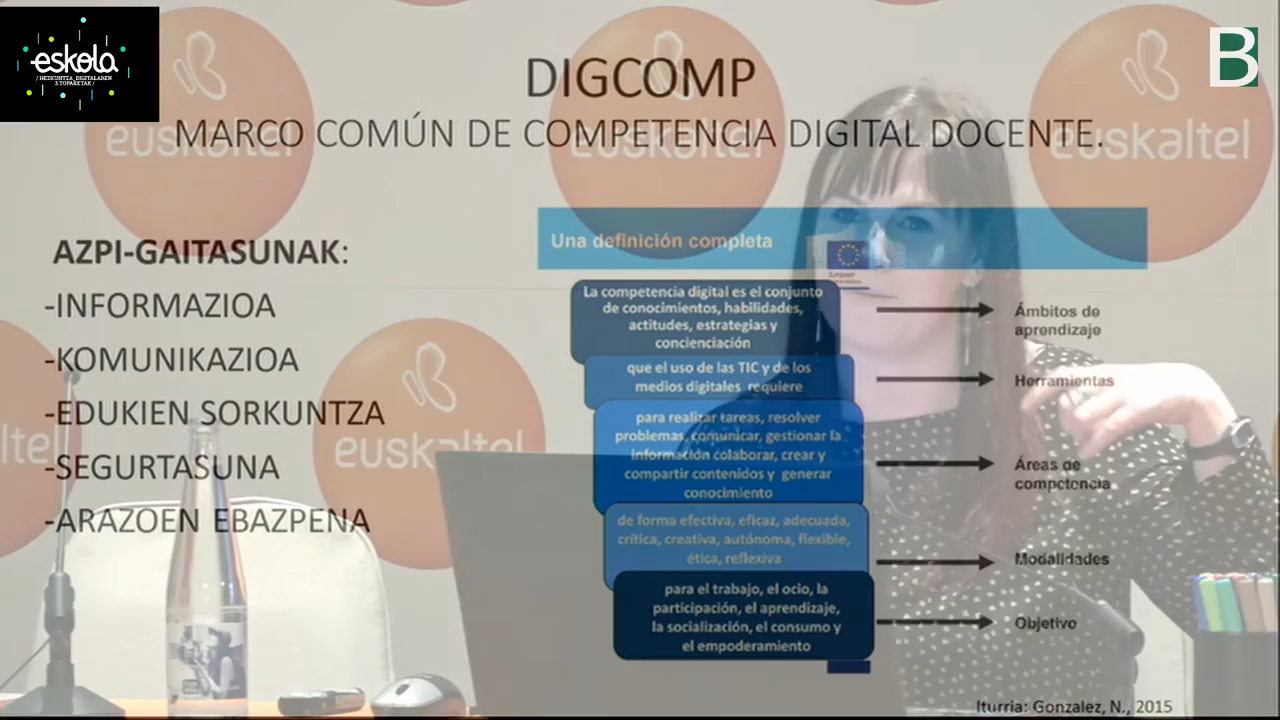 eskola
/HEZKUNTZA_DIGITALAREN
3.TOPAKETAK/
B
euskaltel
euskaltel
euskaltel
DIGCOMP
MARCO COMÚN DE COMPETENCIA DIGITAL DOCENTE.
AZPI-GAITASUNAK:
-INFORMAZIOA
-KOMUNIKAZIOA
-EDUKIEN SORKUNTZA
-SEGURTASUNA
-ARAZOEN EBAZPENA
euskaltel
Una definición completa
La competencia digital es el conjunto
de conocimientos, habilidades,
actitudes, estrategias y
concienciación
Ámbitos de
aprendizaje
que el uso de las TIC y de los
medios digitales requiere
Herramientas
para realizar tareas, resolver
problemas, comunicar, gestionar la
información colaborar, crear y
compartir contenidos y generar
conocimiento
Áreas de
competencia
de forma efectiva, eficaz, adecuada,
crítica, creativa, autónoma, flexible,
ética, reflexiva
Modalidades
para el trabajo, el ocio, la
participación, el aprendizaje,
la socialización, el consumo y
el empoderamiento
Objetivo
Iturria: Gonzalez, N., 2015